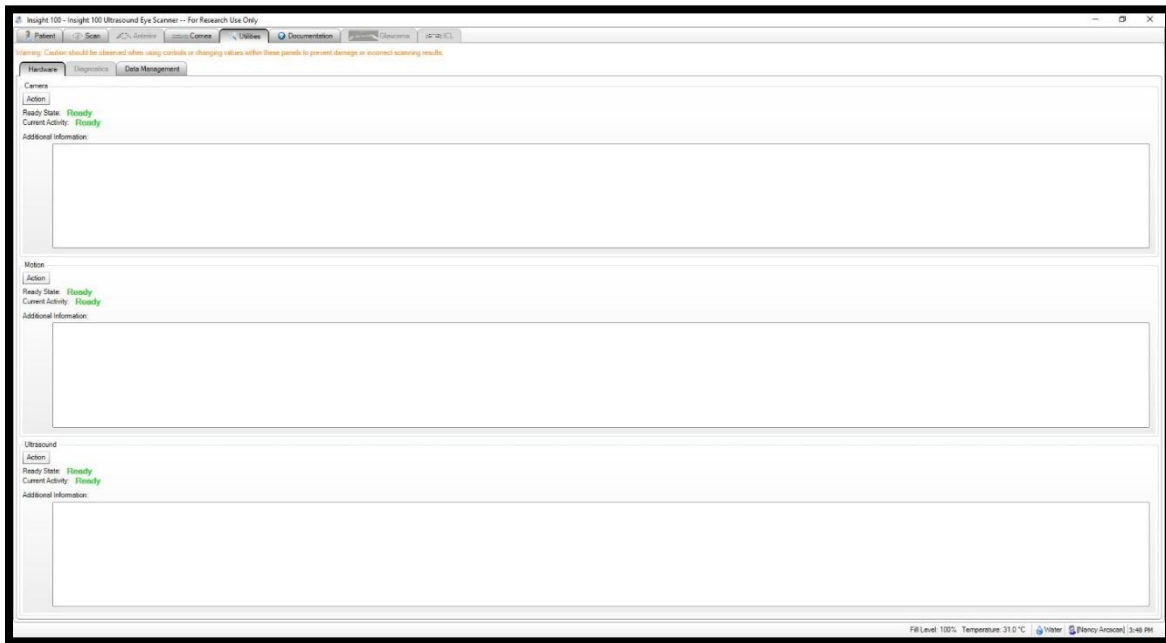 Insight 100 - Insight 100 Ultrasound Eye Scanner -- For Research Use Only
Patient Scan Anterior Cornea Utilities Documentation Glaucoma ICL
Warning: Caution should be observed when using controls or changing values within these panels to prevent damage or incorrect scanning results.
Hardware Diagnostics Data Management
Camera
Action
Ready State: Ready
Current Activity: Ready
Additional Information:
Motion
Action
Ready State: Ready
Current Activity: Ready
Additional Information:
Ultrasound
Action
Ready State: Ready
Current Activity: Ready
Additional Information:
Fill Level: 100% Temperature: 31.0 °C Water [Nancy Arcscan] 3:48 PM